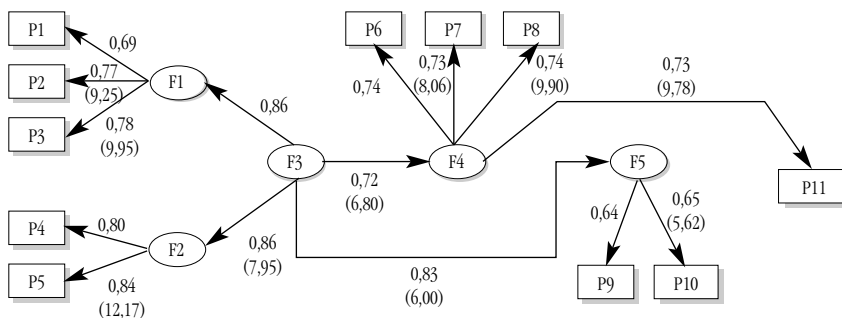 P1
0,69
P2
0,77
(9,25)
F1
P3
0,78
(9,95)
0,86
P6
P7
P8
0,74
0,73
(8,06)
0,74
(9,90)
0,73
(9,78)
F3
0,72
(6,80)
F4
F5
P11
P4
0,80
F2
0,86
(7,95)
P5
0,84
(12,17)
0,83
(6,00)
0,64
0,65
(5,62)
P9
P10